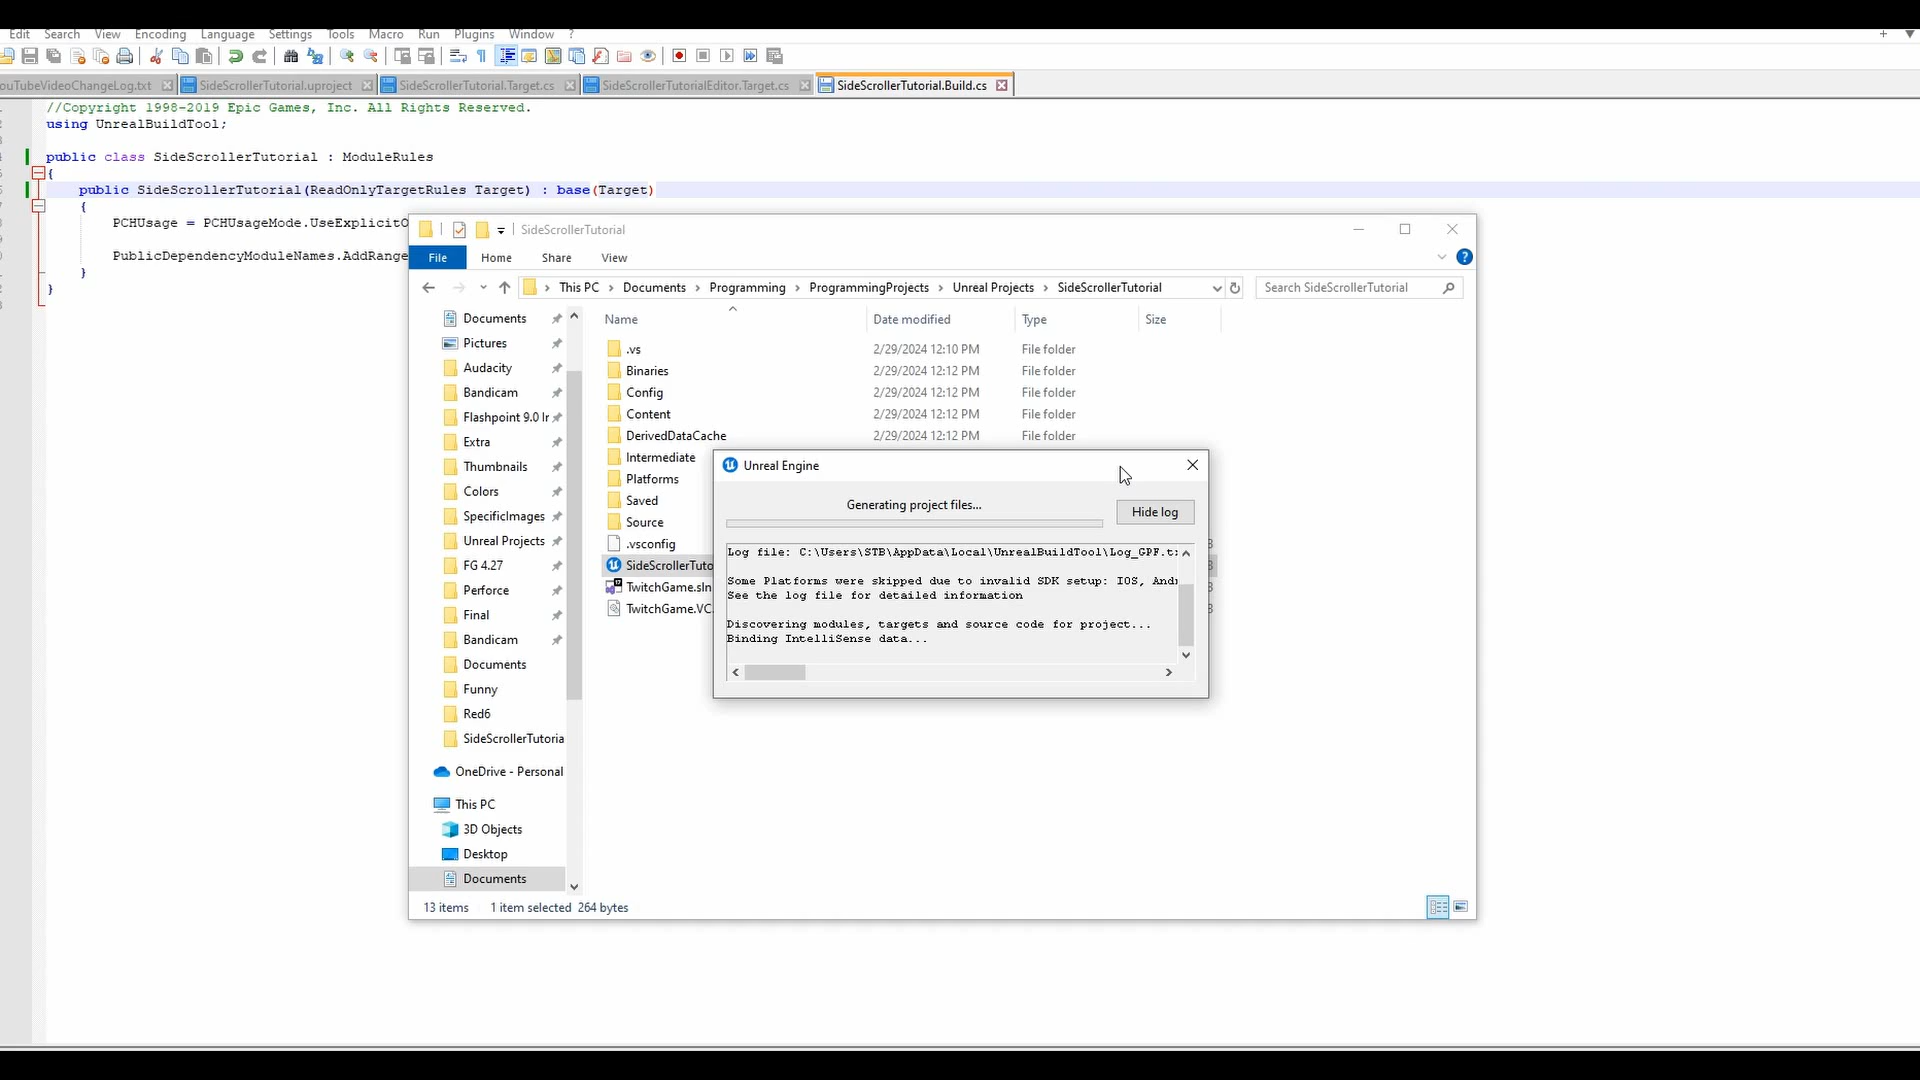 Edit Search View Encoding Language Settings Tools Macro Run Plugins Window ?
ouTubeVideoChangeLog.txt SideScrollerTutorial.uproject SideScrollerTutorial.Target.cs SideScrollerTutorialEditor.Target.cs SideScrollerTutorial.Build.cs
//Copyright 1998-2019 Epic Games, Inc. All Rights Reserved.
using UnrealBuildTool;
public class SideScrollerTutorial : ModuleRules
{
public SideScrollerTutorial(ReadOnlyTargetRules Target) : base(Target)
{
PCHUsage = PCHUsageMode.UseExplicitO
PublicDependencyModuleNames.AddRange
}
}
SideScrollerTutorial
File Home Share View
This PC Documents Programming ProgrammingProjects Unreal Projects SideScrollerTutorial
Search SideScrollerTutorial
Name Date modified Type Size
.vs 2/29/2024 12:10 PM File folder
Binaries 2/29/2024 12:12 PM File folder
Config 2/29/2024 12:12 PM File folder
Content 2/29/2024 12:12 PM File folder
DerivedDataCache 2/29/2024 12:12 PM File folder
Intermediate
Platforms
Saved
Source
.vsconfig
SideScrollerTuto
TwitchGame.sln
TwitchGame.VC.
Documents
Pictures
Audacity
Bandicam
Flashpoint 9.0 Ir
Extra
Thumbnails
Colors
SpecificImages
Unreal Projects
FG 4.27
Perforce
Final
Bandicam
Documents
Funny
Red6
SideScrollerTutoria
OneDrive - Personal
This PC
3D Objects
Desktop
Documents
13 items 1 item selected 264 bytes
Unreal Engine
Generating project files...
Hide log
Log file: C:\Users\STB\AppData\Local\UnrealBuildTool\Log_GPF.t
Some Platforms were skipped due to invalid SDK setup: IOS, And
See the log file for detailed information
Discovering modules, targets and source code for project...
Binding IntelliSense data...